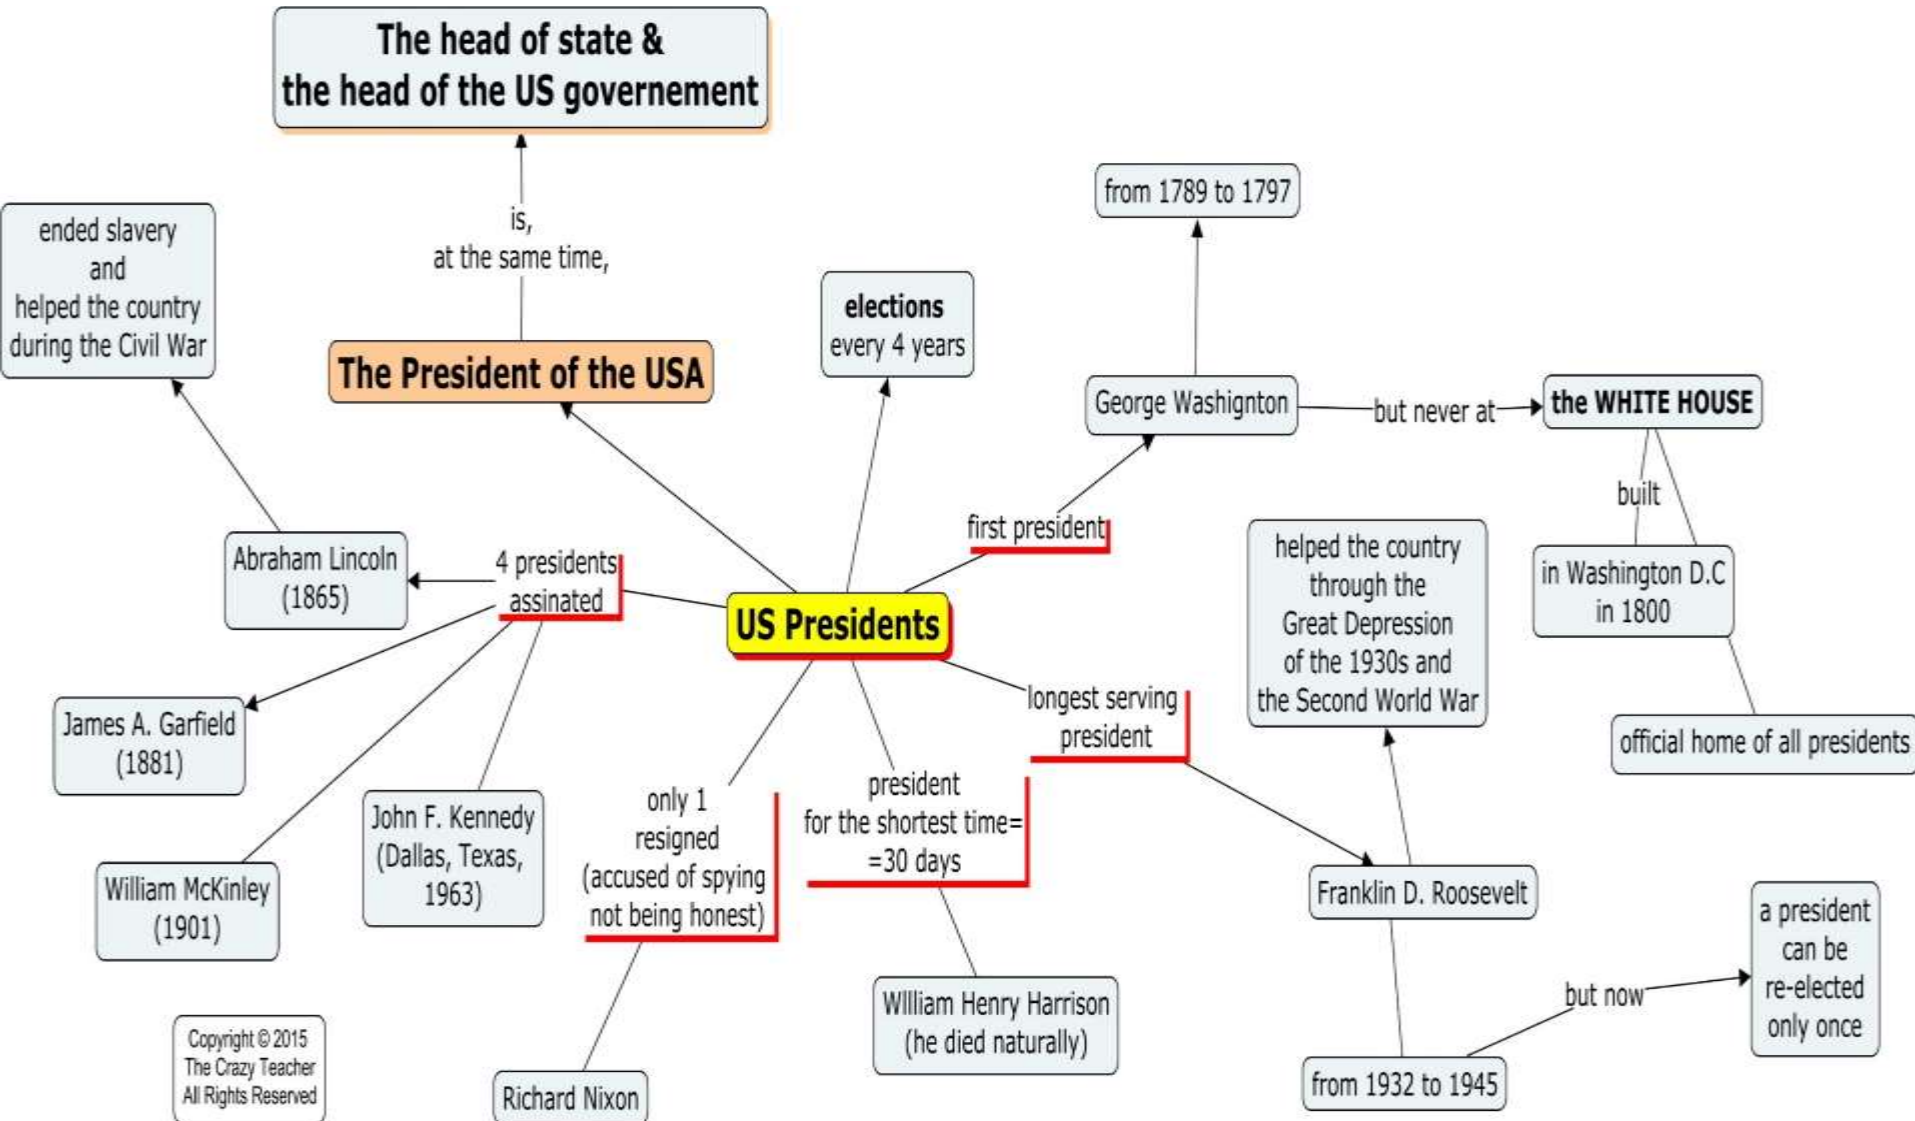 The head of state &
the head of the US governement
is,
at the same time,
The President of the USA
ended slavery
and
helped the country
during the Civil War
elections
every 4 years
from 1789 to 1797
George Washignton
but never at
the WHITE HOUSE
built
in Washington D.C
in 1800
official home of all presidents
first president
Abraham Lincoln
(1865)
4 presidents
assinated
US Presidents
James A. Garfield
(1881)
William McKinley
(1901)
John F. Kennedy
(Dallas, Texas,
1963)
only 1
resigned
(accused of spying
not being honest)
Richard Nixon
president
for the shortest time=
=30 days
WIlliam Henry Harrison
(he died naturally)
longest serving
president
helped the country
through the
Great Depression
of the 1930s and
the Second World War
Franklin D. Roosevelt
from 1932 to 1945
but now
a president
can be
re-elected
only once
Copyright © 2015
The Crazy Teacher
All Rights Reserved